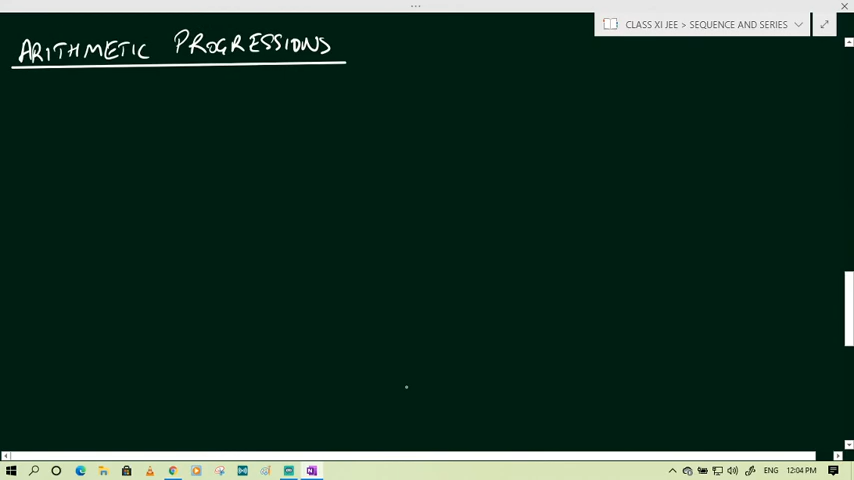 CLASS XI JEE > SEQUENCE AND SERIES
ARITHMETIC PROGRESSIONS
ENG 12:04 PM